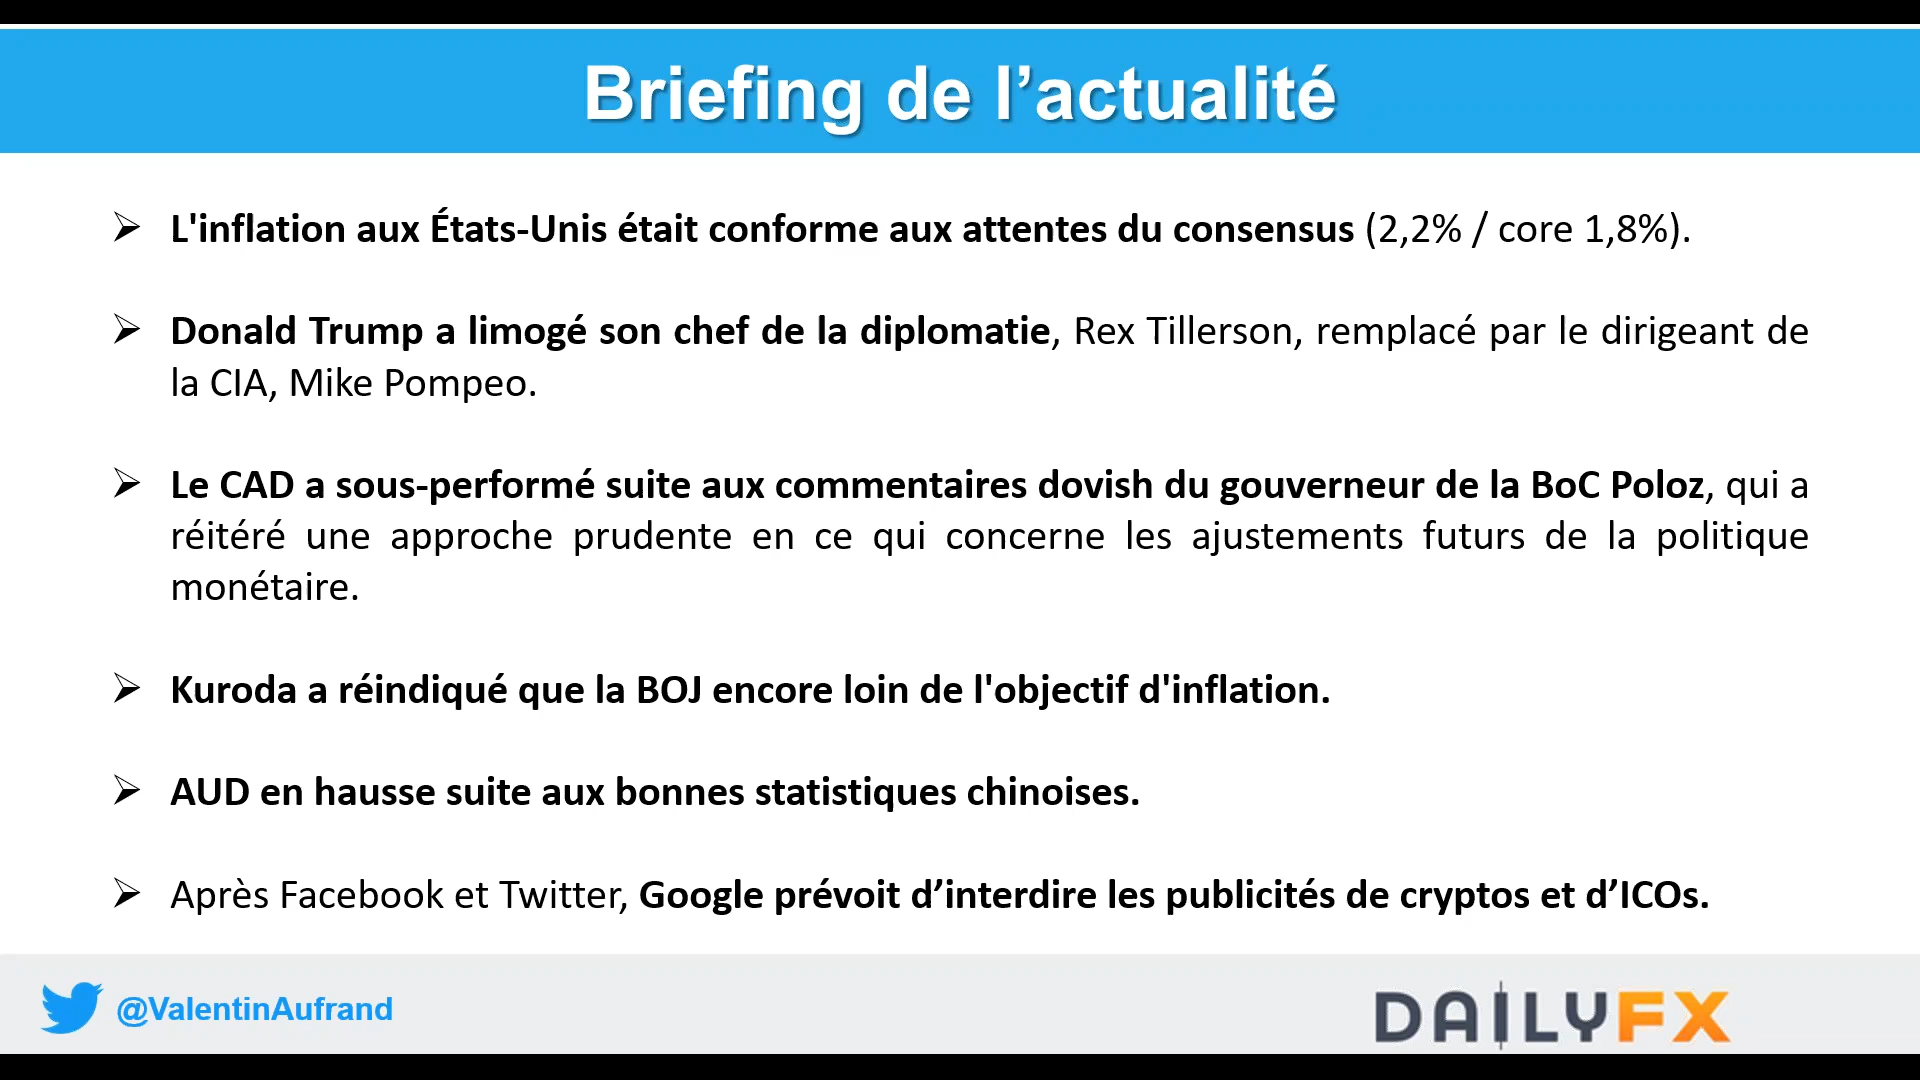 Briefing de l’actualité
➢ L'inflation aux États-Unis était conforme aux attentes du consensus (2,2% / core 1,8%).
➢ Donald Trump a limogé son chef de la diplomatie, Rex Tillerson, remplacé par le dirigeant de
la CIA, Mike Pompeo.
➢ Le CAD a sous-performé suite aux commentaires dovish du gouverneur de la BoC Poloz, qui a
réitéré une approche prudente en ce qui concerne les ajustements futurs de la politique
monétaire.
➢ Kuroda a réindiqué que la BOJ encore loin de l'objectif d'inflation.
➢ AUD en hausse suite aux bonnes statistiques chinoises.
➢ Après Facebook et Twitter, Google prévoit d’interdire les publicités de cryptos et d’ICOs.
@ValentinAufrand
DAILYFX